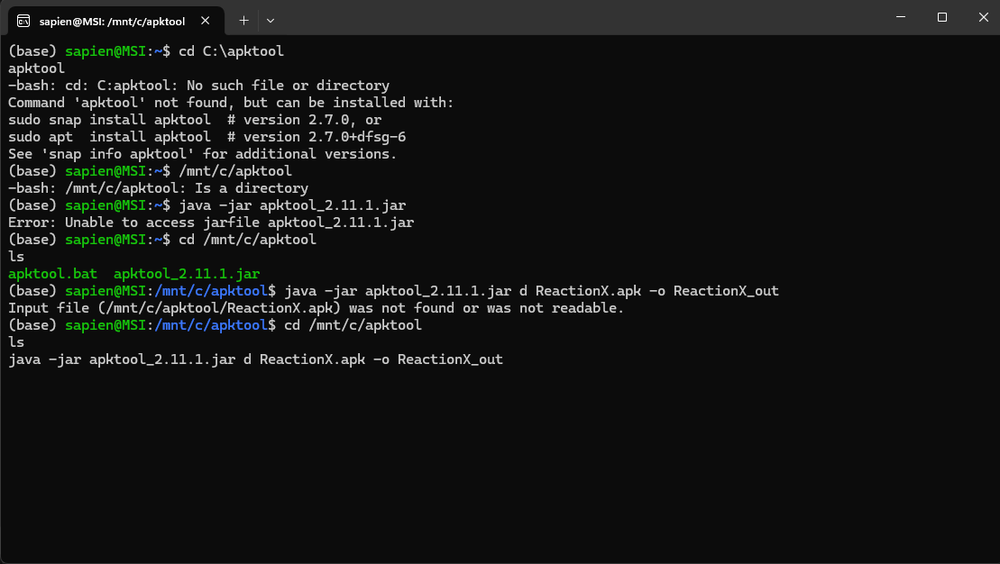 sapien@MSI: /mnt/c/apktool
(base) sapien@MSI:~$ cd C:\apktool
apktool
-bash: cd: C:apktool: No such file or directory
Command 'apktool' not found, but can be installed with:
sudo snap install apktool  # version 2.7.0, or
sudo apt  install apktool  # version 2.7.0+dfsg-6
See 'snap info apktool' for additional versions.
(base) sapien@MSI:~$ /mnt/c/apktool
-bash: /mnt/c/apktool: Is a directory
(base) sapien@MSI:~$ java -jar apktool_2.11.1.jar
Error: Unable to access jarfile apktool_2.11.1.jar
(base) sapien@MSI:~$ cd /mnt/c/apktool
ls
apktool.bat  apktool_2.11.1.jar
(base) sapien@MSI:/mnt/c/apktool$ java -jar apktool_2.11.1.jar d ReactionX.apk -o ReactionX_out
Input file (/mnt/c/apktool/ReactionX.apk) was not found or was not readable.
(base) sapien@MSI:/mnt/c/apktool$ cd /mnt/c/apktool
ls
java -jar apktool_2.11.1.jar d ReactionX.apk -o ReactionX_out